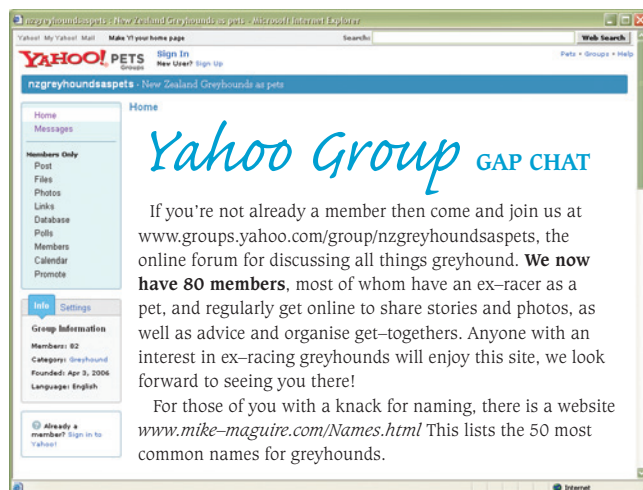 nzgreyhoundsaspets : New Zealand Greyhounds as pets - Microsoft Internet Explorer
Yahoo! My Yahoo! Mail Make Y! your home page Search: Web Search
YAHOO! PETS Groups Sign In
New User? Sign Up
Pets • Groups • Help
nzgreyhoundsaspets - New Zealand Greyhounds as pets
Home
Messages
Members Only
Post
Files
Photos
Links
Database
Polls
Members
Calendar
Promote
Info Settings
Group Information
Members: 82
Category: Greyhound
Founded: Apr 3, 2006
Language: English
Already a
member? Sign in to
Yahoo!
Home
Yahoo Group GAP CHAT
If you’re not already a member then come and join us at
www.groups.yahoo.com/group/nzgreyhoundsaspets, the
online forum for discussing all things greyhound. We now
have 80 members, most of whom have an ex–racer as a
pet, and regularly get online to share stories and photos, as
well as advice and organise get–togethers. Anyone with an
interest in ex–racing greyhounds will enjoy this site, we look
forward to seeing you there!
For those of you with a knack for naming, there is a website
www.mike–maguire.com/Names.html This lists the 50 most
common names for greyhounds.
Internet